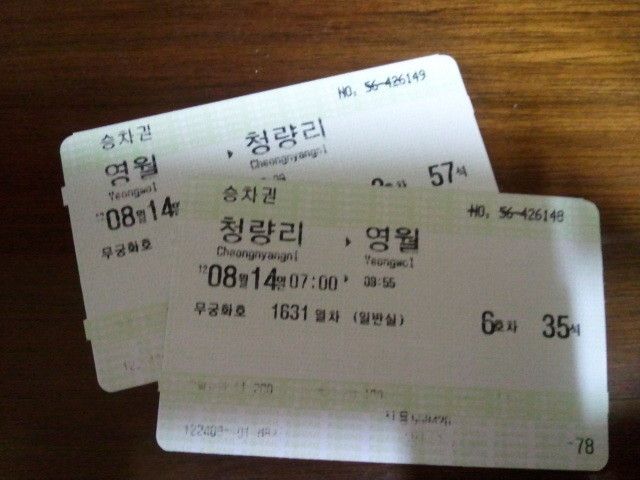 NO. 56-426149
승차권
영월 ▸ 청량리
Yeongwol Cheongnyangni
08월 14일
57석
무궁화호
NO. 56-426148
승차권
청량리 ▸ 영월
Cheongnyangni Yeongwol
12 08월 14일 07:00 ▸ 09:55
무궁화호 1631 열차 (일반실) 6호차 35석
-78